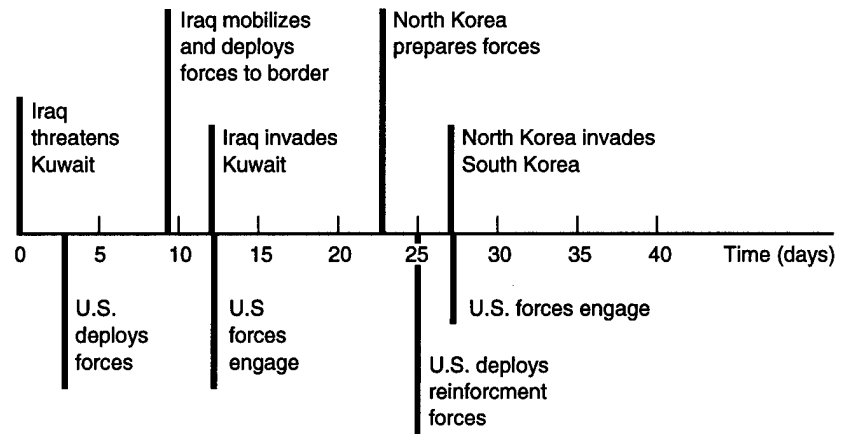 Iraq mobilizes
and deploys
forces to border
North Korea
prepares forces
Iraq
threatens
Kuwait
Iraq invades
Kuwait
North Korea invades
South Korea
0 5 10 15 20 25 30 35 40 Time (days)
U.S.
deploys
forces
U.S
forces
engage
U.S. forces engage
U.S. deploys
reinforcment
forces